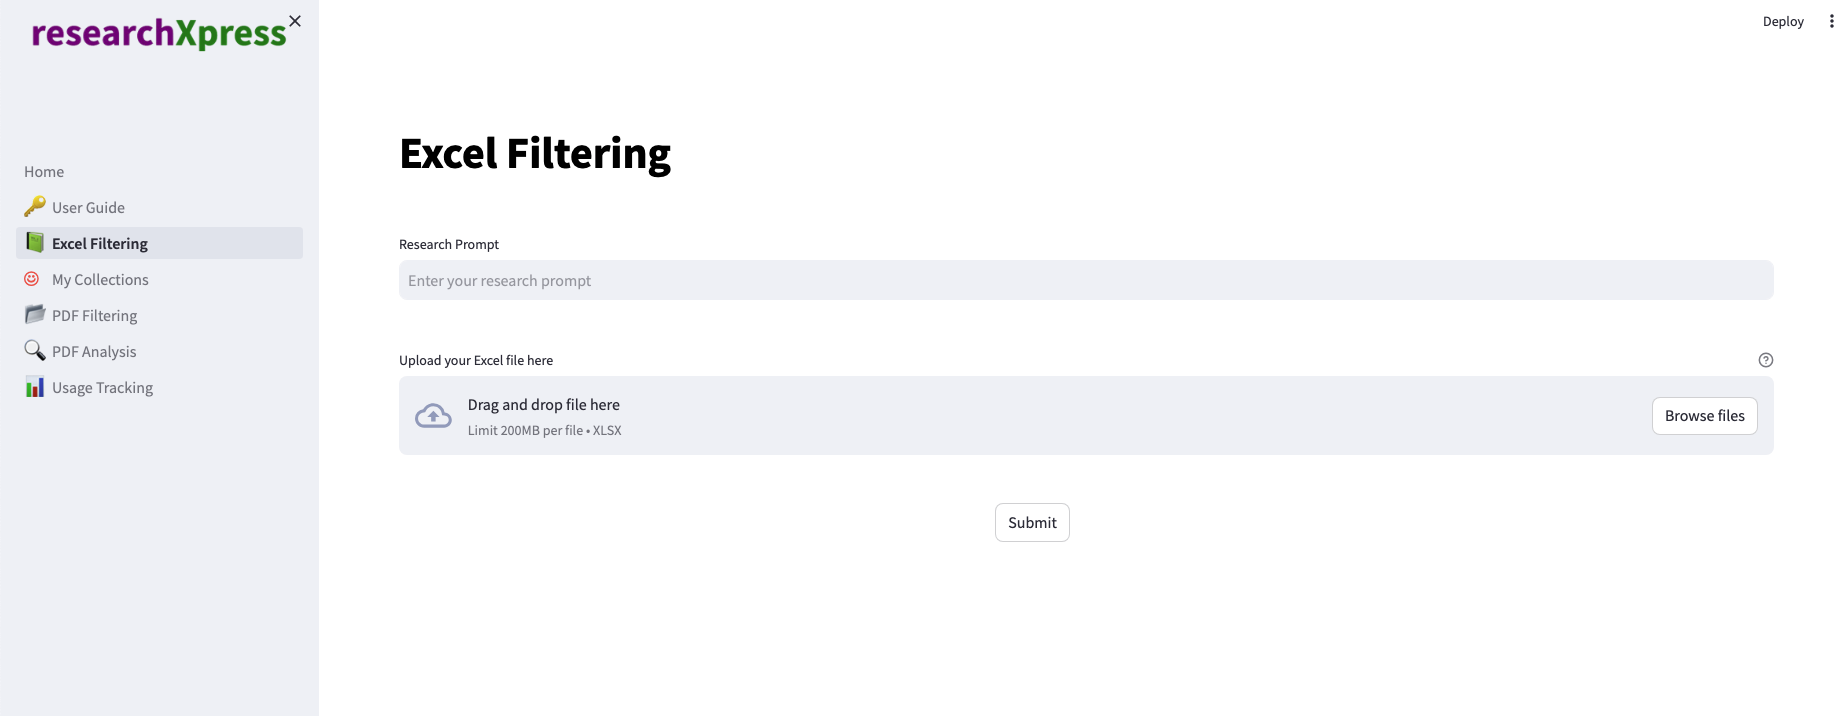 researchXpress
Home
User Guide
Excel Filtering
My Collections
PDF Filtering
PDF Analysis
Usage Tracking
Deploy
Excel Filtering
Research Prompt
Enter your research prompt
Upload your Excel file here
Drag and drop file here
Limit 200MB per file • XLSX
Browse files
Submit